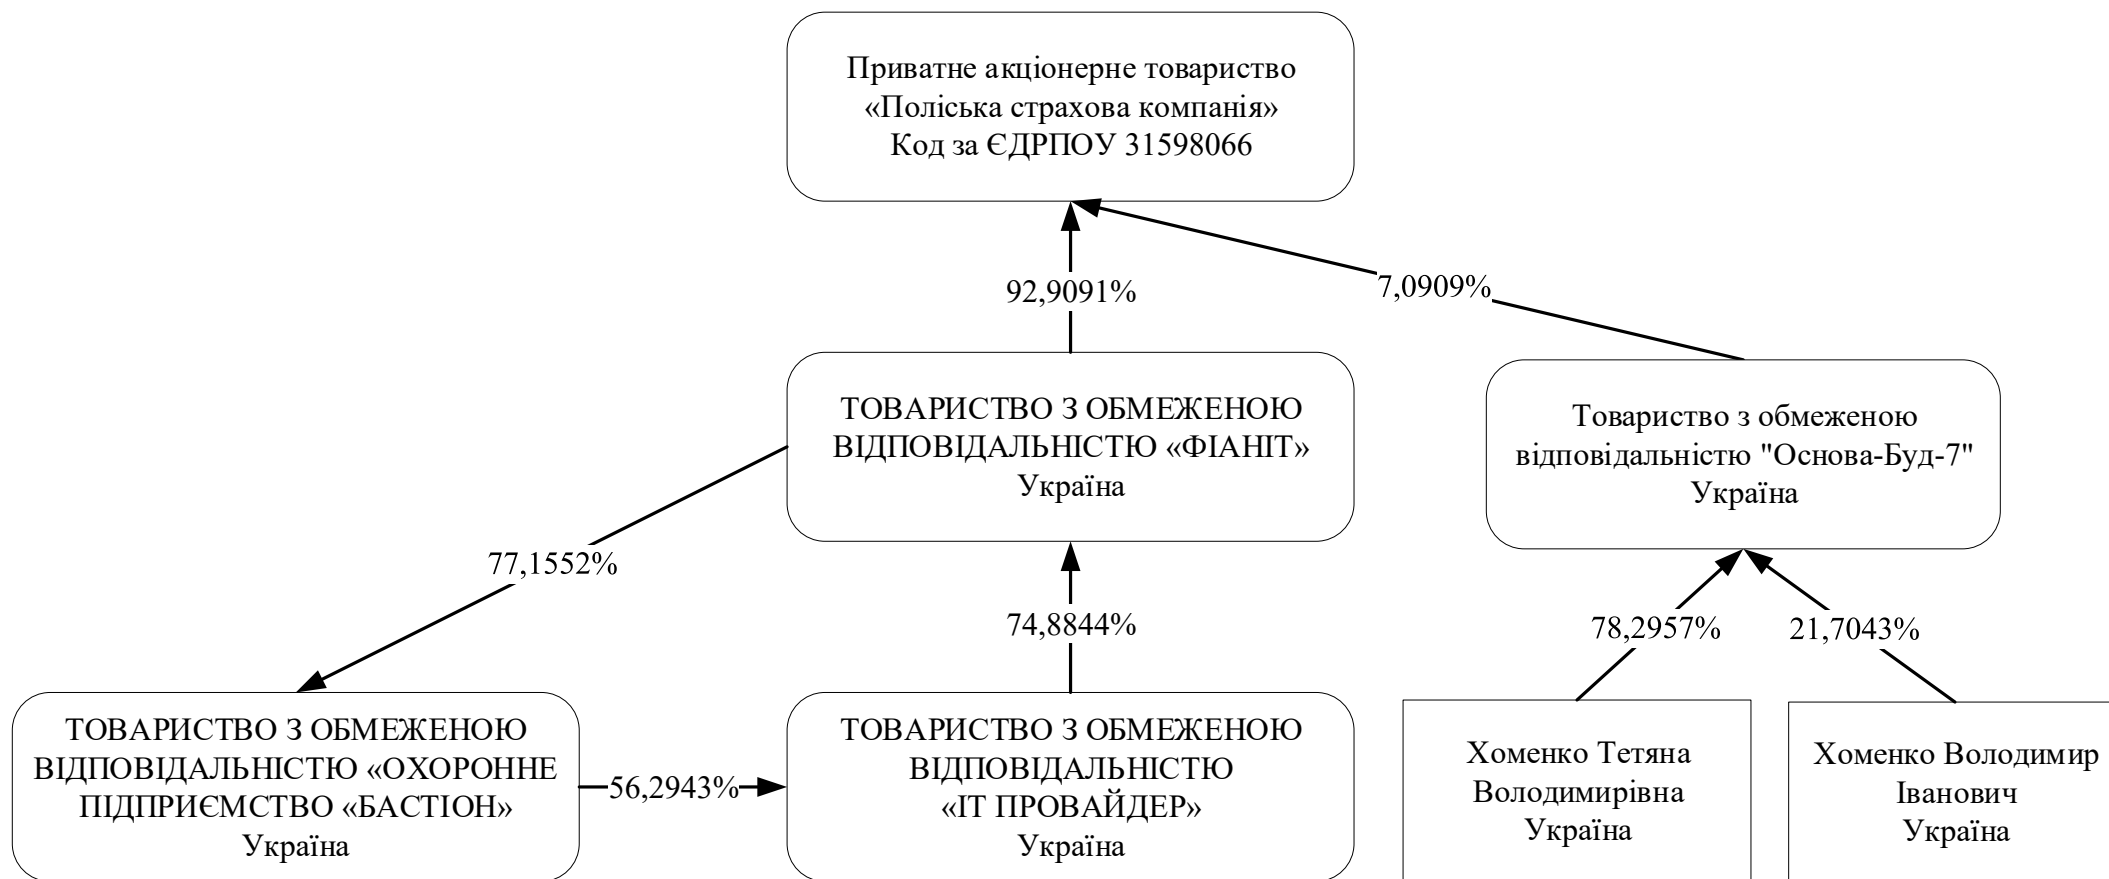 Приватне акціонерне товариство
«Поліська страхова компанія»
Код за ЄДРПОУ 31598066
92,9091%
7,0909%
ТОВАРИСТВО З ОБМЕЖЕНОЮ
ВІДПОВІДАЛЬНІСТЮ «ФІАНІТ»
Україна
Товариство з обмеженою
відповідальністю "Основа-Буд-7"
Україна
77,1552%
74,8844%
78,2957%
21,7043%
ТОВАРИСТВО З ОБМЕЖЕНОЮ
ВІДПОВІДАЛЬНІСТЮ «ОХОРОННЕ
ПІДПРИЄМСТВО «БАСТІОН»
Україна
56,2943%
ТОВАРИСТВО З ОБМЕЖЕНОЮ
ВІДПОВІДАЛЬНІСТЮ
«ІТ ПРОВАЙДЕР»
Україна
Хоменко Тетяна
Володимирівна
Україна
Хоменко Володимир
Іванович
Україна